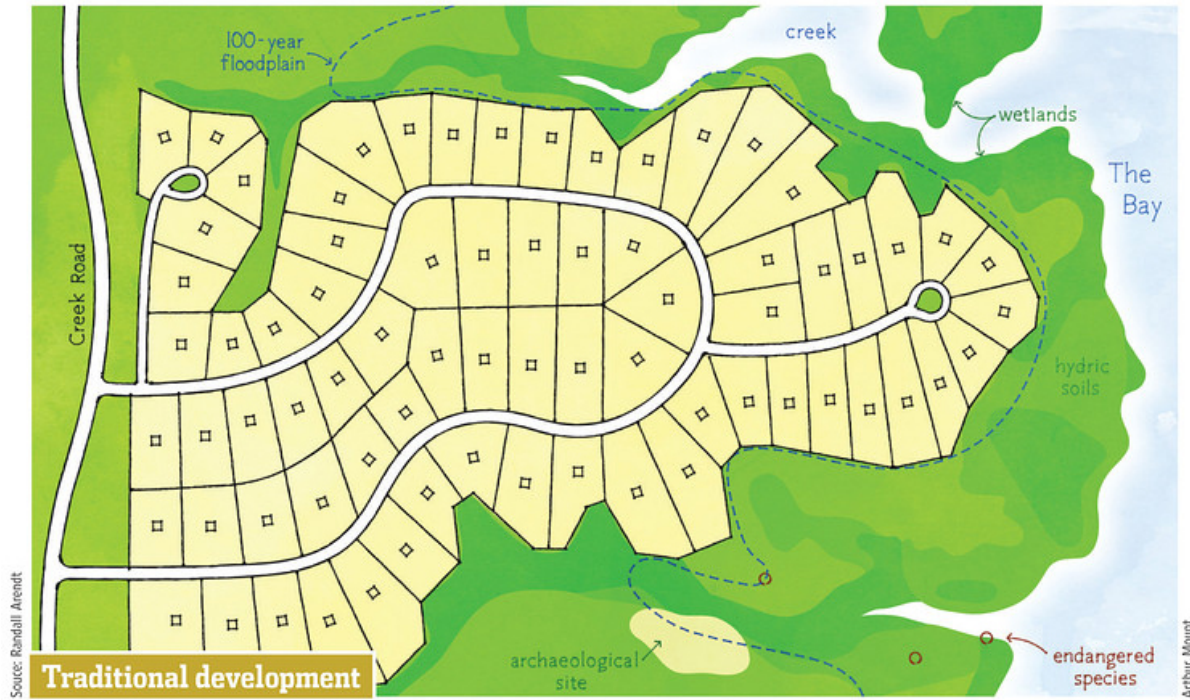 100-year
floodplain
creek
wetlands
The
Bay
Creek Road
hydric
soils
archaeological
site
endangered
species
Souce: Randall Arendt
Arthur Mount
Traditional development